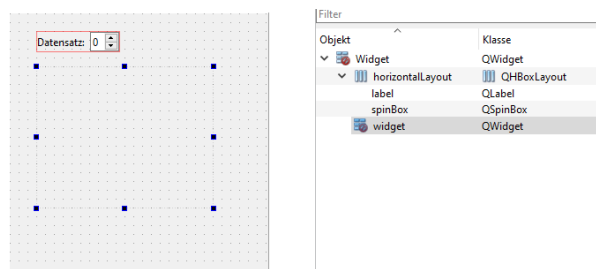 Datensatz: 0
Filter
Objekt Klasse
Widget QWidget
horizontalLayout QHBoxLayout
label QLabel
spinBox QSpinBox
widget QWidget